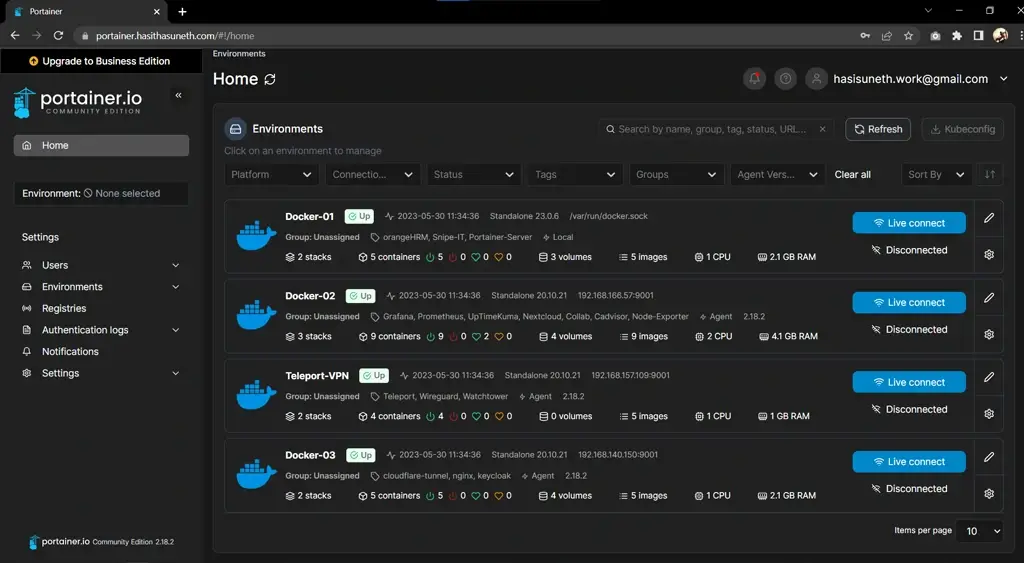 Portainer
portainer.hasithasuneth.com/#!/home
Upgrade to Business Edition
portainer.io
COMMUNITY EDITION
Home
Environment: None selected
Settings
Users
Environments
Registries
Authentication logs
Notifications
Settings
portainer.io Community Edition 2.18.2
Environments
Home
hasisuneth.work@gmail.com
Environments
Search by name, group, tag, status, URL...
Refresh
Kubeconfig
Click on an environment to manage
Platform Connectio... Status Tags Groups Agent Vers... Clear all Sort By
Docker-01 Up 2023-05-30 11:34:36 Standalone 23.0.6 /var/run/docker.sock
Group: Unassigned orangeHRM, Snipe-IT, Portainer-Server Local
2 stacks 5 containers 5 0 0 0 3 volumes 5 images 1 CPU 2.1 GB RAM
Live connect
Disconnected
Docker-02 Up 2023-05-30 11:34:36 Standalone 20.10.21 192.168.166.57:9001
Group: Unassigned Grafana, Prometheus, UpTimeKuma, Nextcloud, Collab, Cadvisor, Node-Exporter Agent 2.18.2
3 stacks 9 containers 9 0 2 0 4 volumes 9 images 2 CPU 4.1 GB RAM
Live connect
Disconnected
Teleport-VPN Up 2023-05-30 11:34:36 Standalone 20.10.21 192.168.157.109:9001
Group: Unassigned Teleport, Wireguard, Watchtower Agent 2.18.2
2 stacks 4 containers 4 0 0 0 0 volumes 5 images 1 CPU 1 GB RAM
Live connect
Disconnected
Docker-03 Up 2023-05-30 11:34:36 Standalone 20.10.21 192.168.140.150:9001
Group: Unassigned cloudflare-tunnel, nginx, keycloak Agent 2.18.2
2 stacks 5 containers 5 0 0 0 4 volumes 5 images 1 CPU 2.1 GB RAM
Live connect
Disconnected
Items per page 10